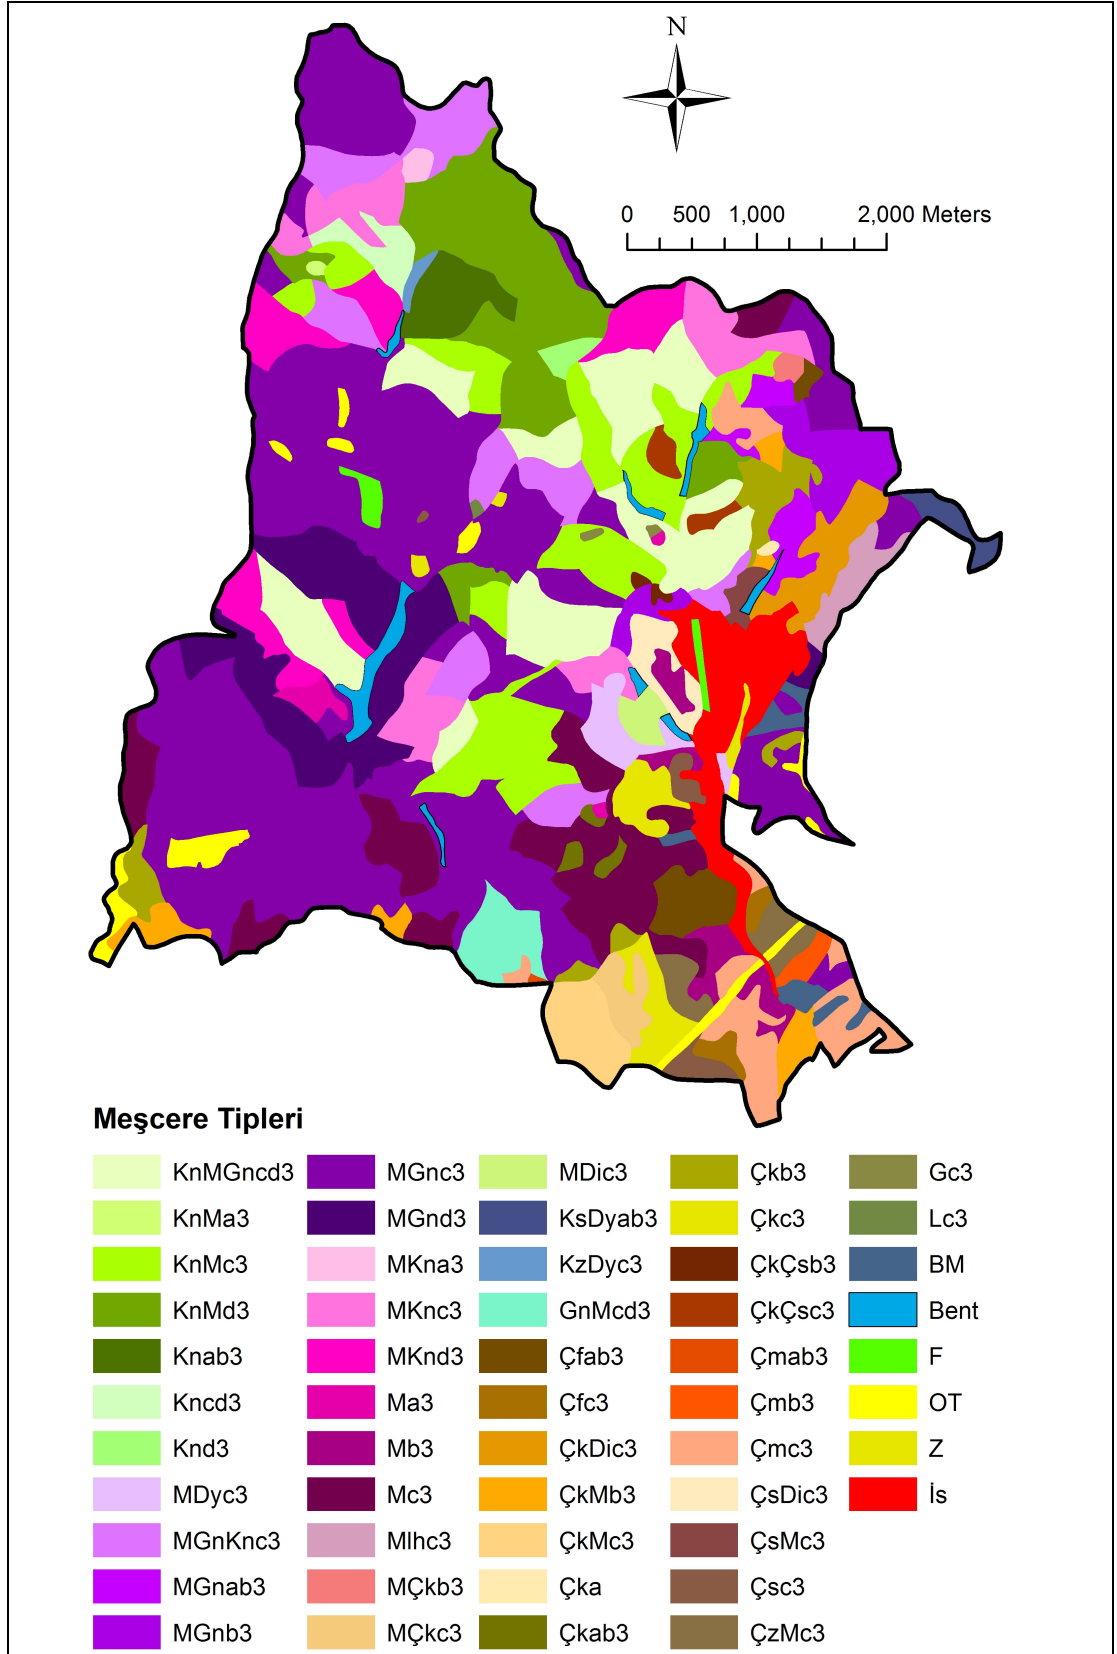 N
0 500 1,000 2,000 Meters
Meşcere Tipleri
KnMGncd3 MGnc3 MDic3 Çkb3 Gc3
KnMa3 MGnd3 KsDyab3 Çkc3 Lc3
KnMc3 MKna3 KzDyc3 ÇkÇsb3 BM
KnMd3 MKnc3 GnMcd3 ÇkÇsc3 Bent
Knab3 MKnd3 Çfab3 Çmab3 F
Kncd3 Ma3 Çfc3 Çmb3 OT
Knd3 Mb3 ÇkDic3 Çmc3 Z
MDyc3 Mc3 ÇkMb3 ÇsDic3 İs
MGnKnc3 Mlhc3 ÇkMc3 ÇsMc3
MGnab3 MÇkb3 Çka Çsc3
MGnb3 MÇkc3 Çkab3 ÇzMc3